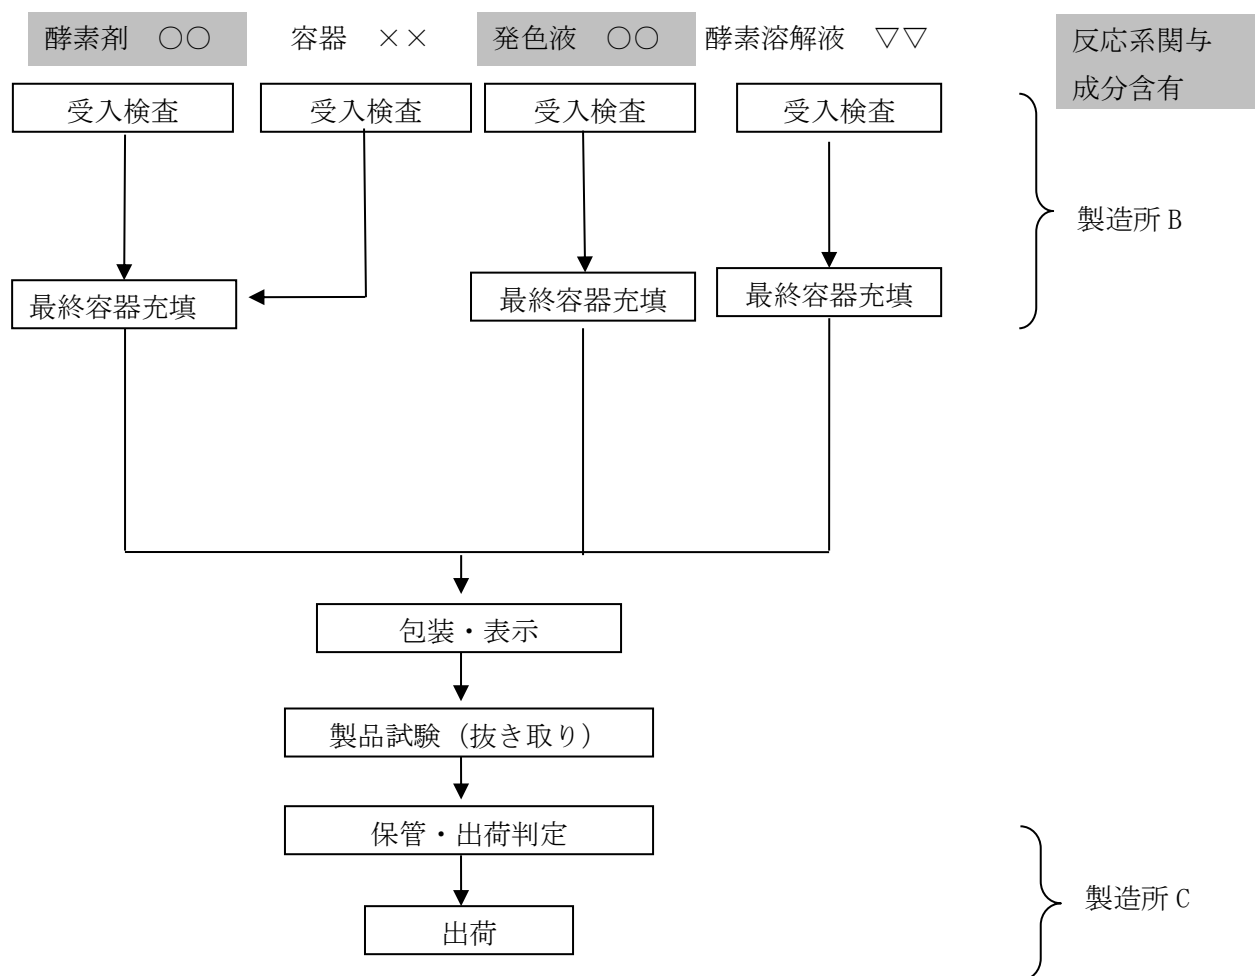 酵素剤　○○
容器　××
発色液　○○
酵素溶解液　▽▽
反応系関与
成分含有
受入検査
受入検査
受入検査
受入検査
製造所 B
最終容器充填
最終容器充填
最終容器充填
包装・表示
製品試験（抜き取り）
保管・出荷判定
製造所 C
出荷